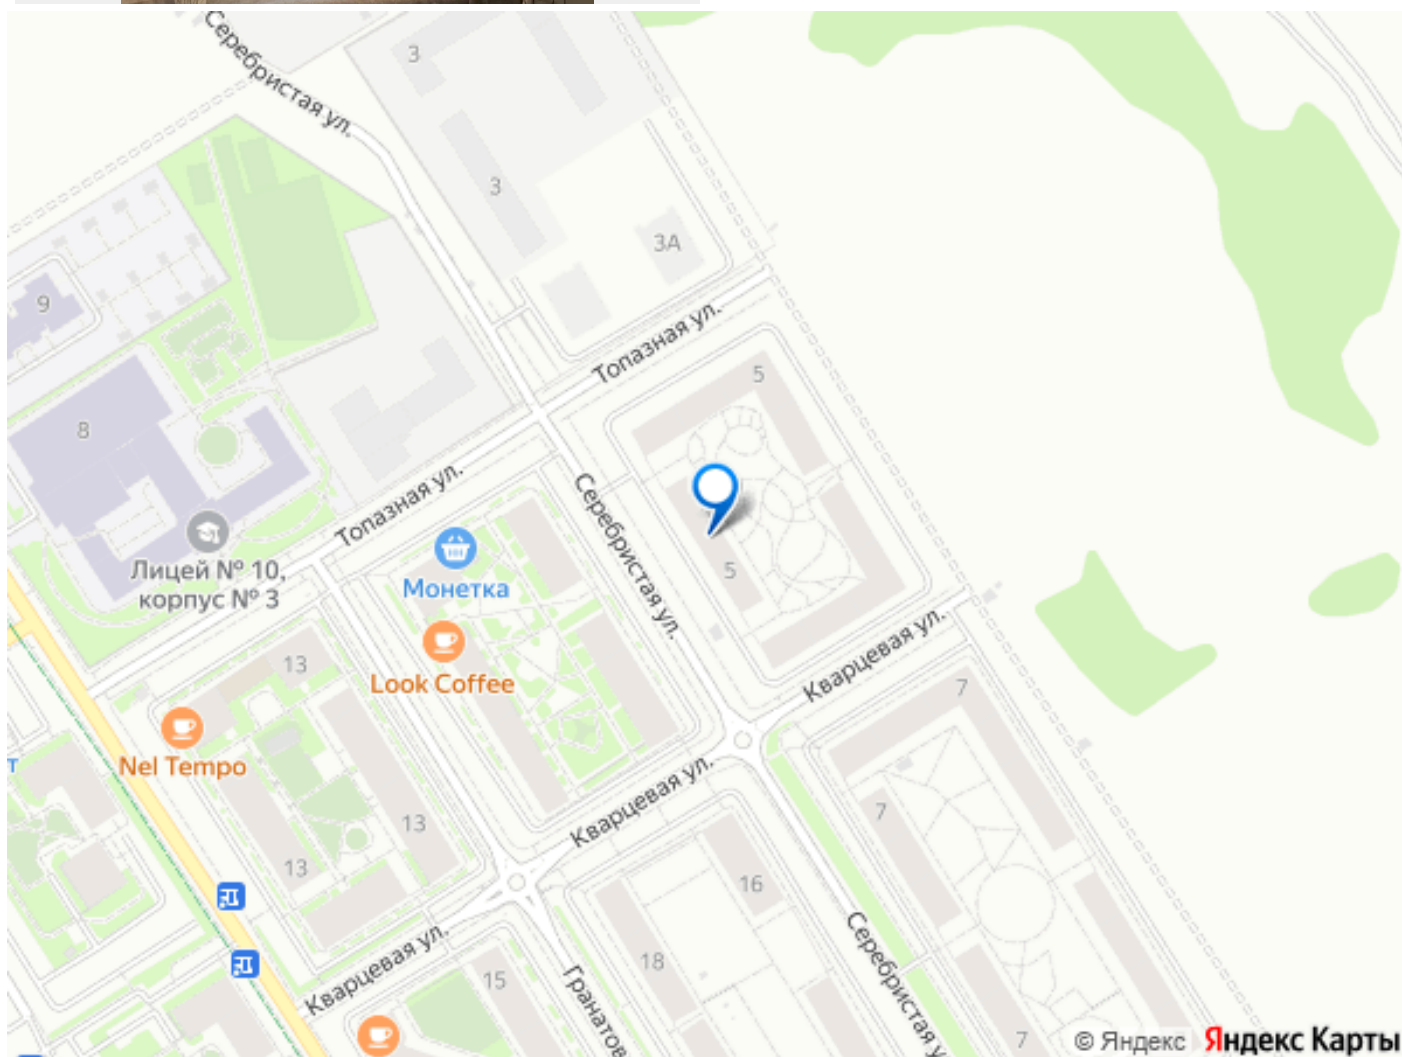 Серебристая ул.
3
3
3А
9
Топазная ул.
5
8
Топазная ул.
Серебристая ул.
5
Лицей № 10,
корпус № 3
Монетка
Look Coffee
Кварцевая ул.
13
7
Nel Tempo
т
Кварцевая ул.
13
7
13
16
Кварцевая ул.
18
15
Гранатов
Серебристая у
7
© Яндекс Яндекс Карты